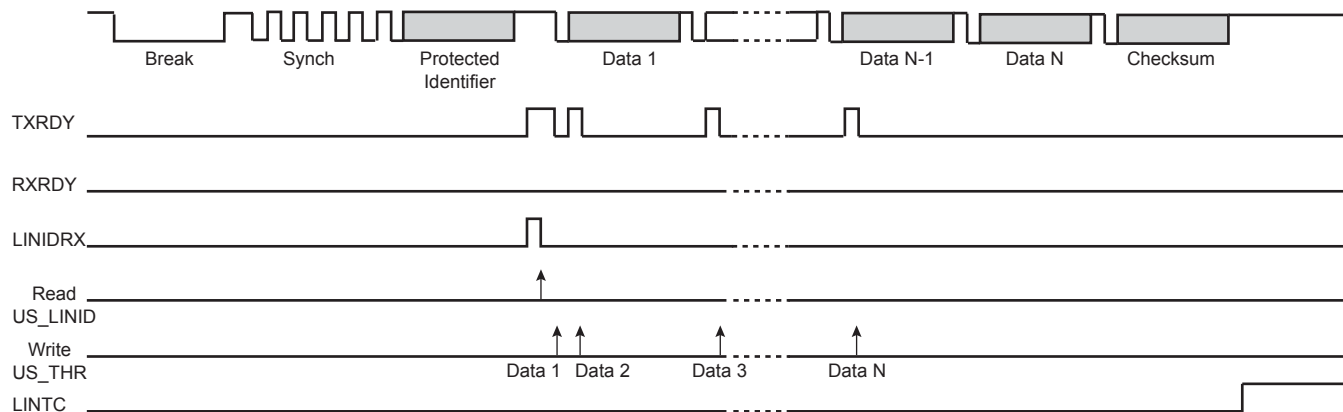 Break
Synch
Protected
Identifier
Data 1
Data N-1
Data N
Checksum
TXRDY
RXRDY
LINIDRX
Read
US_LINID
Write
US_THR
Data 1
Data 2
Data 3
Data N
LINTC